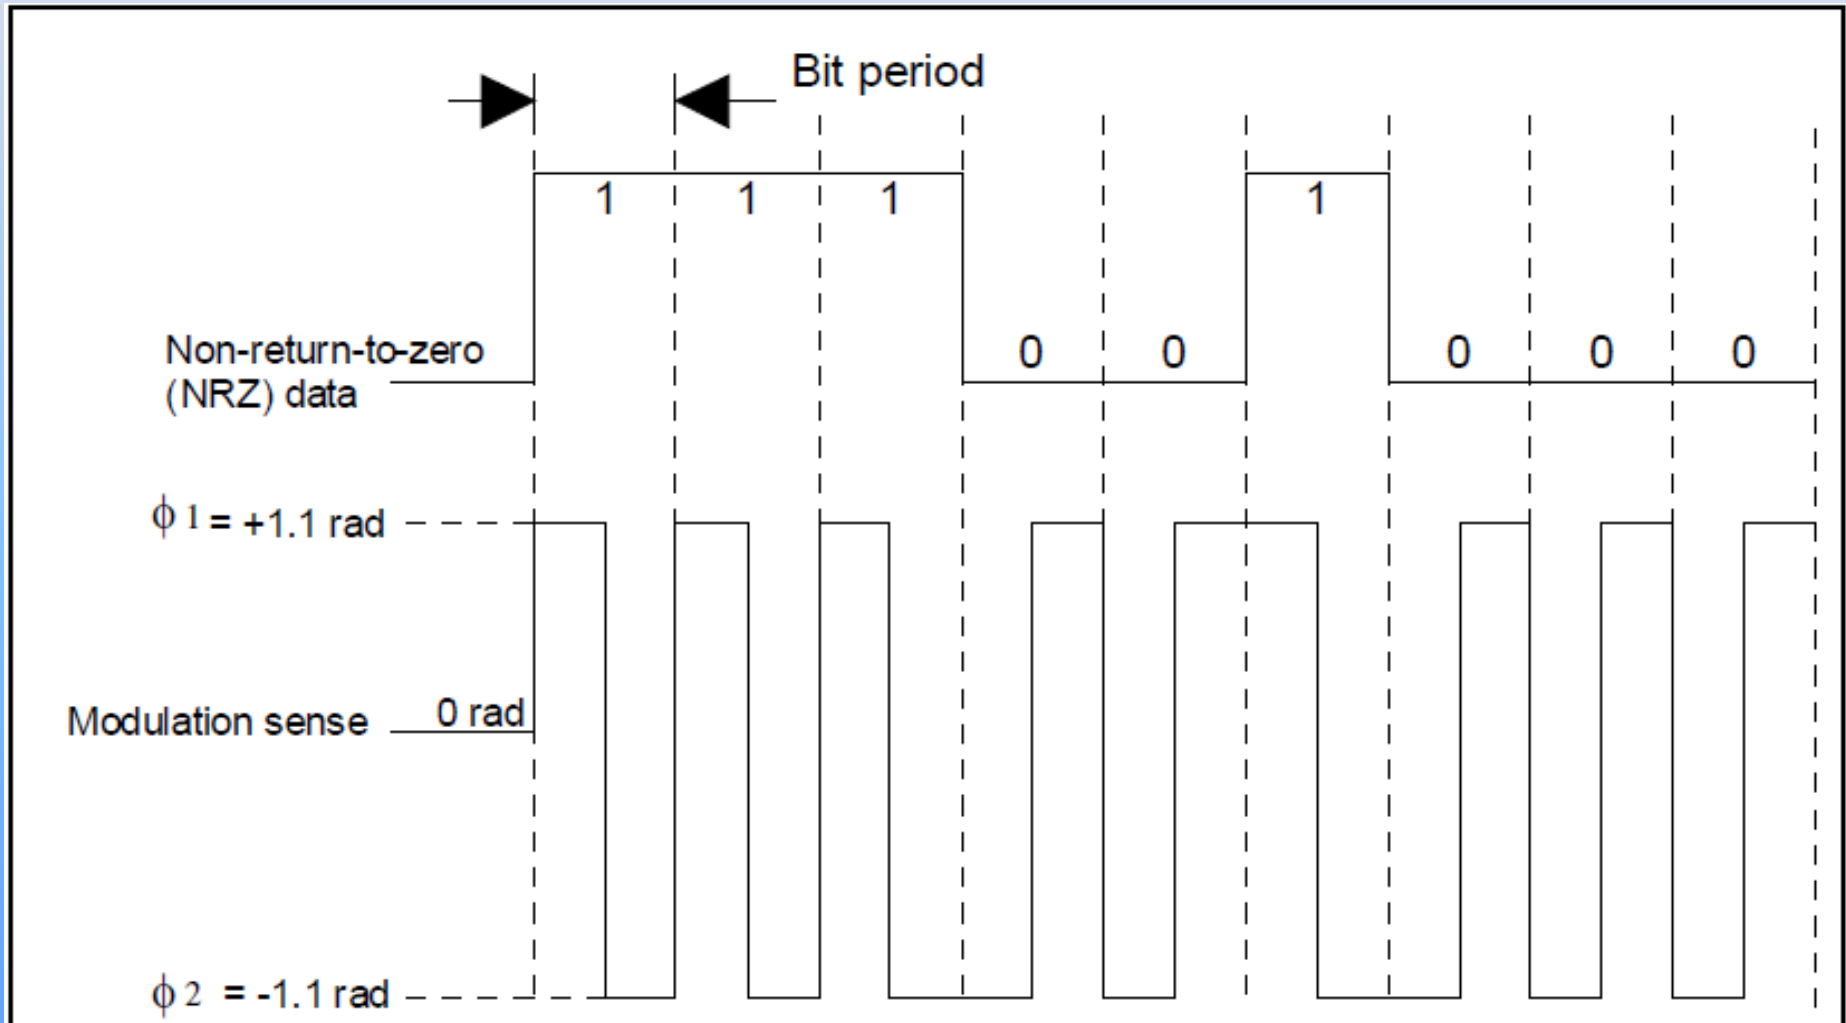 Bit period
1 1 1 1
Non-return-to-zero
(NRZ) data
0 0 0 0 0
ϕ 1 = +1.1 rad
Modulation sense 0 rad
ϕ 2 = -1.1 rad